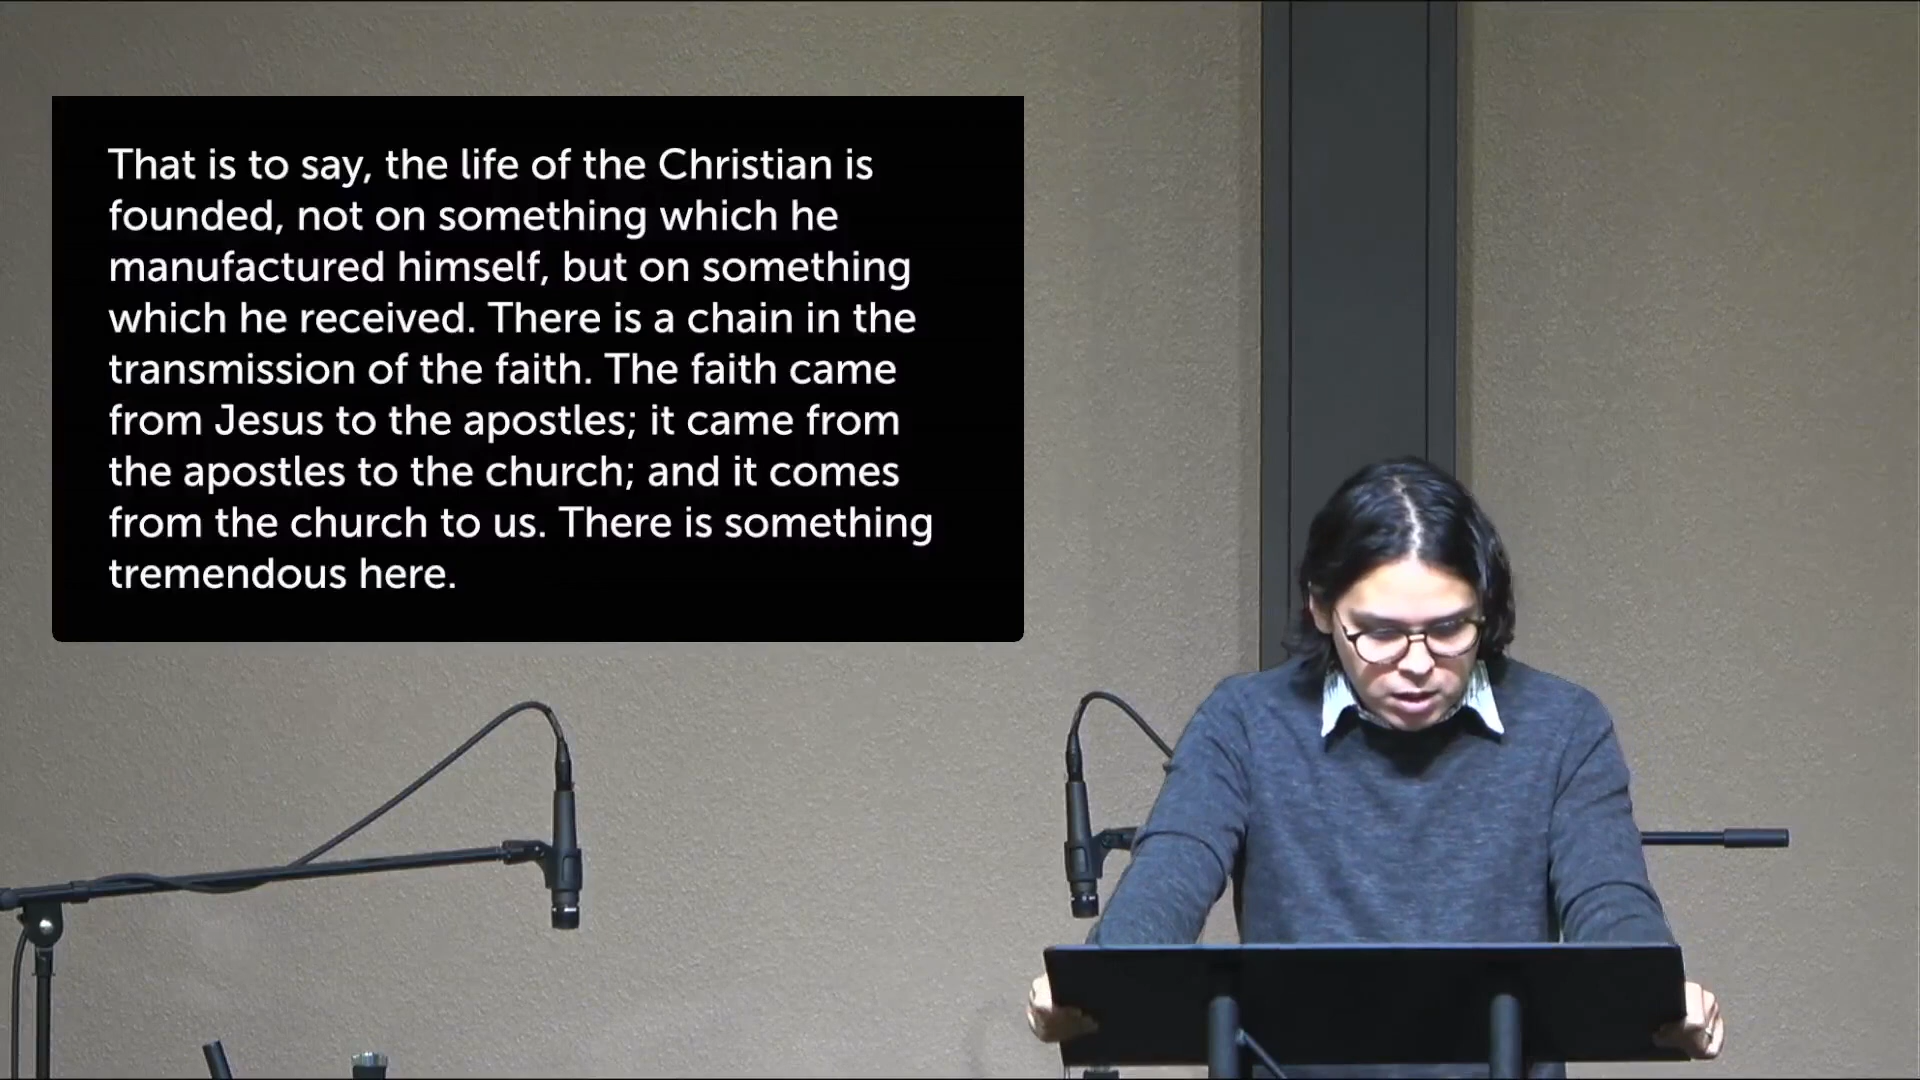 That is to say, the life of the Christian is
founded, not on something which he
manufactured himself, but on something
which he received. There is a chain in the
transmission of the faith. The faith came
from Jesus to the apostles; it came from
the apostles to the church; and it comes
from the church to us. There is something
tremendous here.